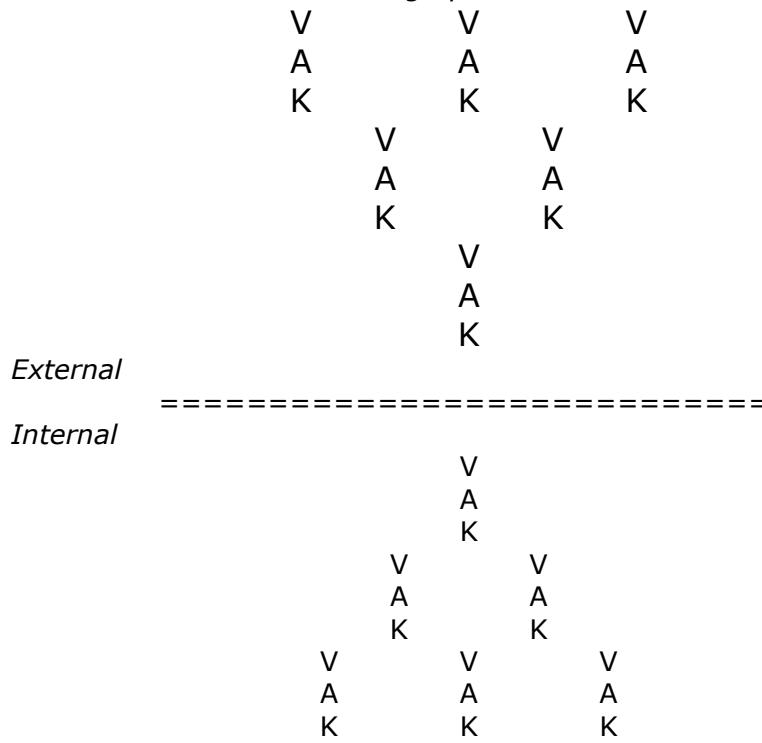 V V V
A A A
K K K
V V
A A
K K
V
A
K
External
============================
Internal
V
A
K
V V
A A
K K
V V V
A A A
K K K